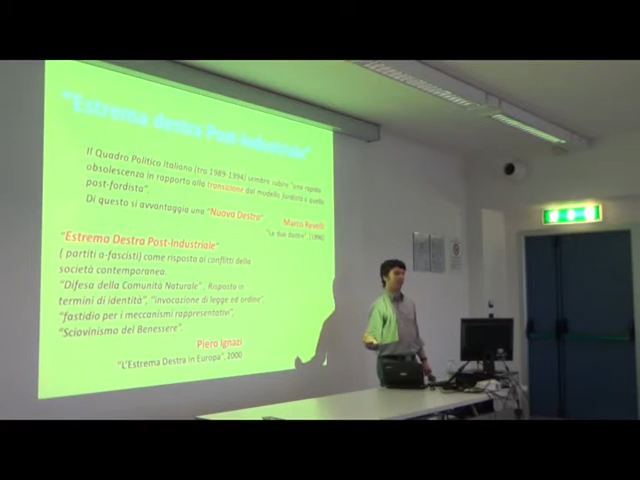 "Estrema destra Post-Industriale"
Il Quadro Politico Italiano (tra 1989-1994) sembra subire "una rapida
obsolescenza in rapporto alla transizione dal modello fordista a quello
post-fordista".
Di questo si avvantaggia una "Nuova Destra".
Marco Revelli
"Le due destre" (1996)
"Estrema Destra Post-Industriale"
( partiti a-fascisti) come risposta ai conflitti della
società contemporanea.
"Difesa della Comunità Naturale", Risposta in
termini di identità", "invocazione di legge ed ordine",
"fastidio per i meccanismi rappresentativi",
"Sciovinismo del Benessere".
Piero Ignazi
"L'Estrema Destra in Europa", 2000